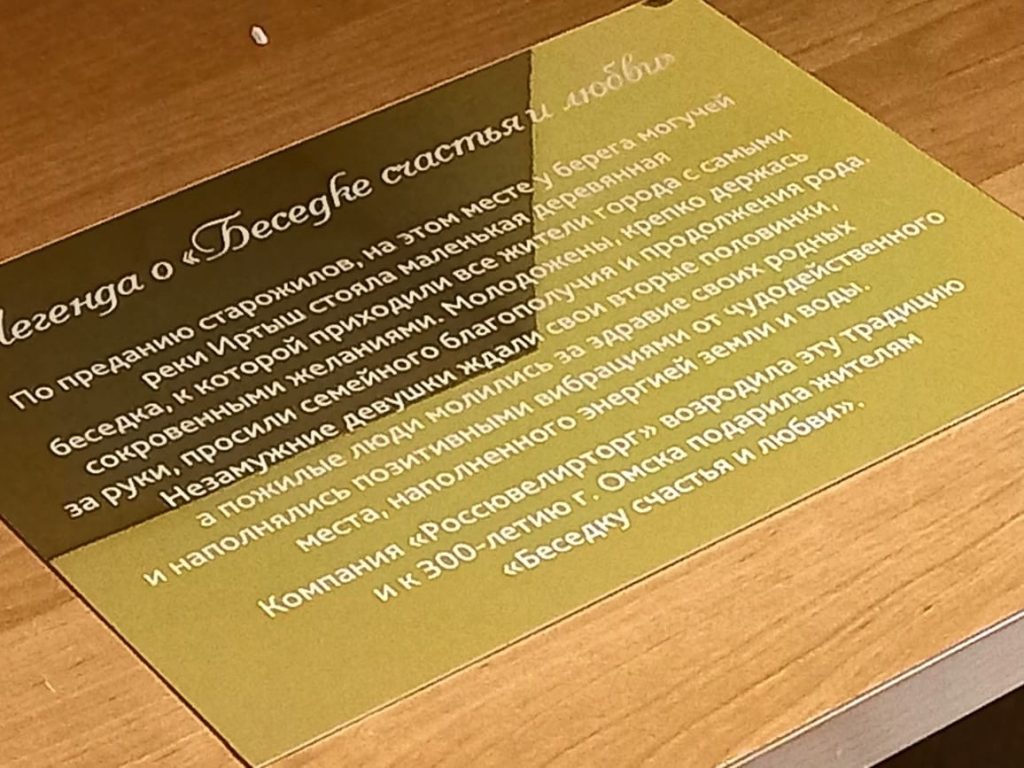 Легенда о «Беседке счастья и любви»
По преданию старожилов, на этом месте у берега могучей
реки Иртыш стояла маленькая деревянная
беседка, к которой приходили все жители города с самыми
сокровенными желаниями. Молодожены, крепко держась
за руки, просили семейного благополучия и продолжения рода.
Незамужние девушки ждали свои вторые половинки,
а пожилые люди молились за здравие своих родных
и наполнялись позитивными вибрациями от чудодейственного
места, наполненного энергией земли и воды.
Компания «Россювелирторг» возродила эту традицию
и к 300-летию г. Омска подарила жителям
«Беседку счастья и любви».